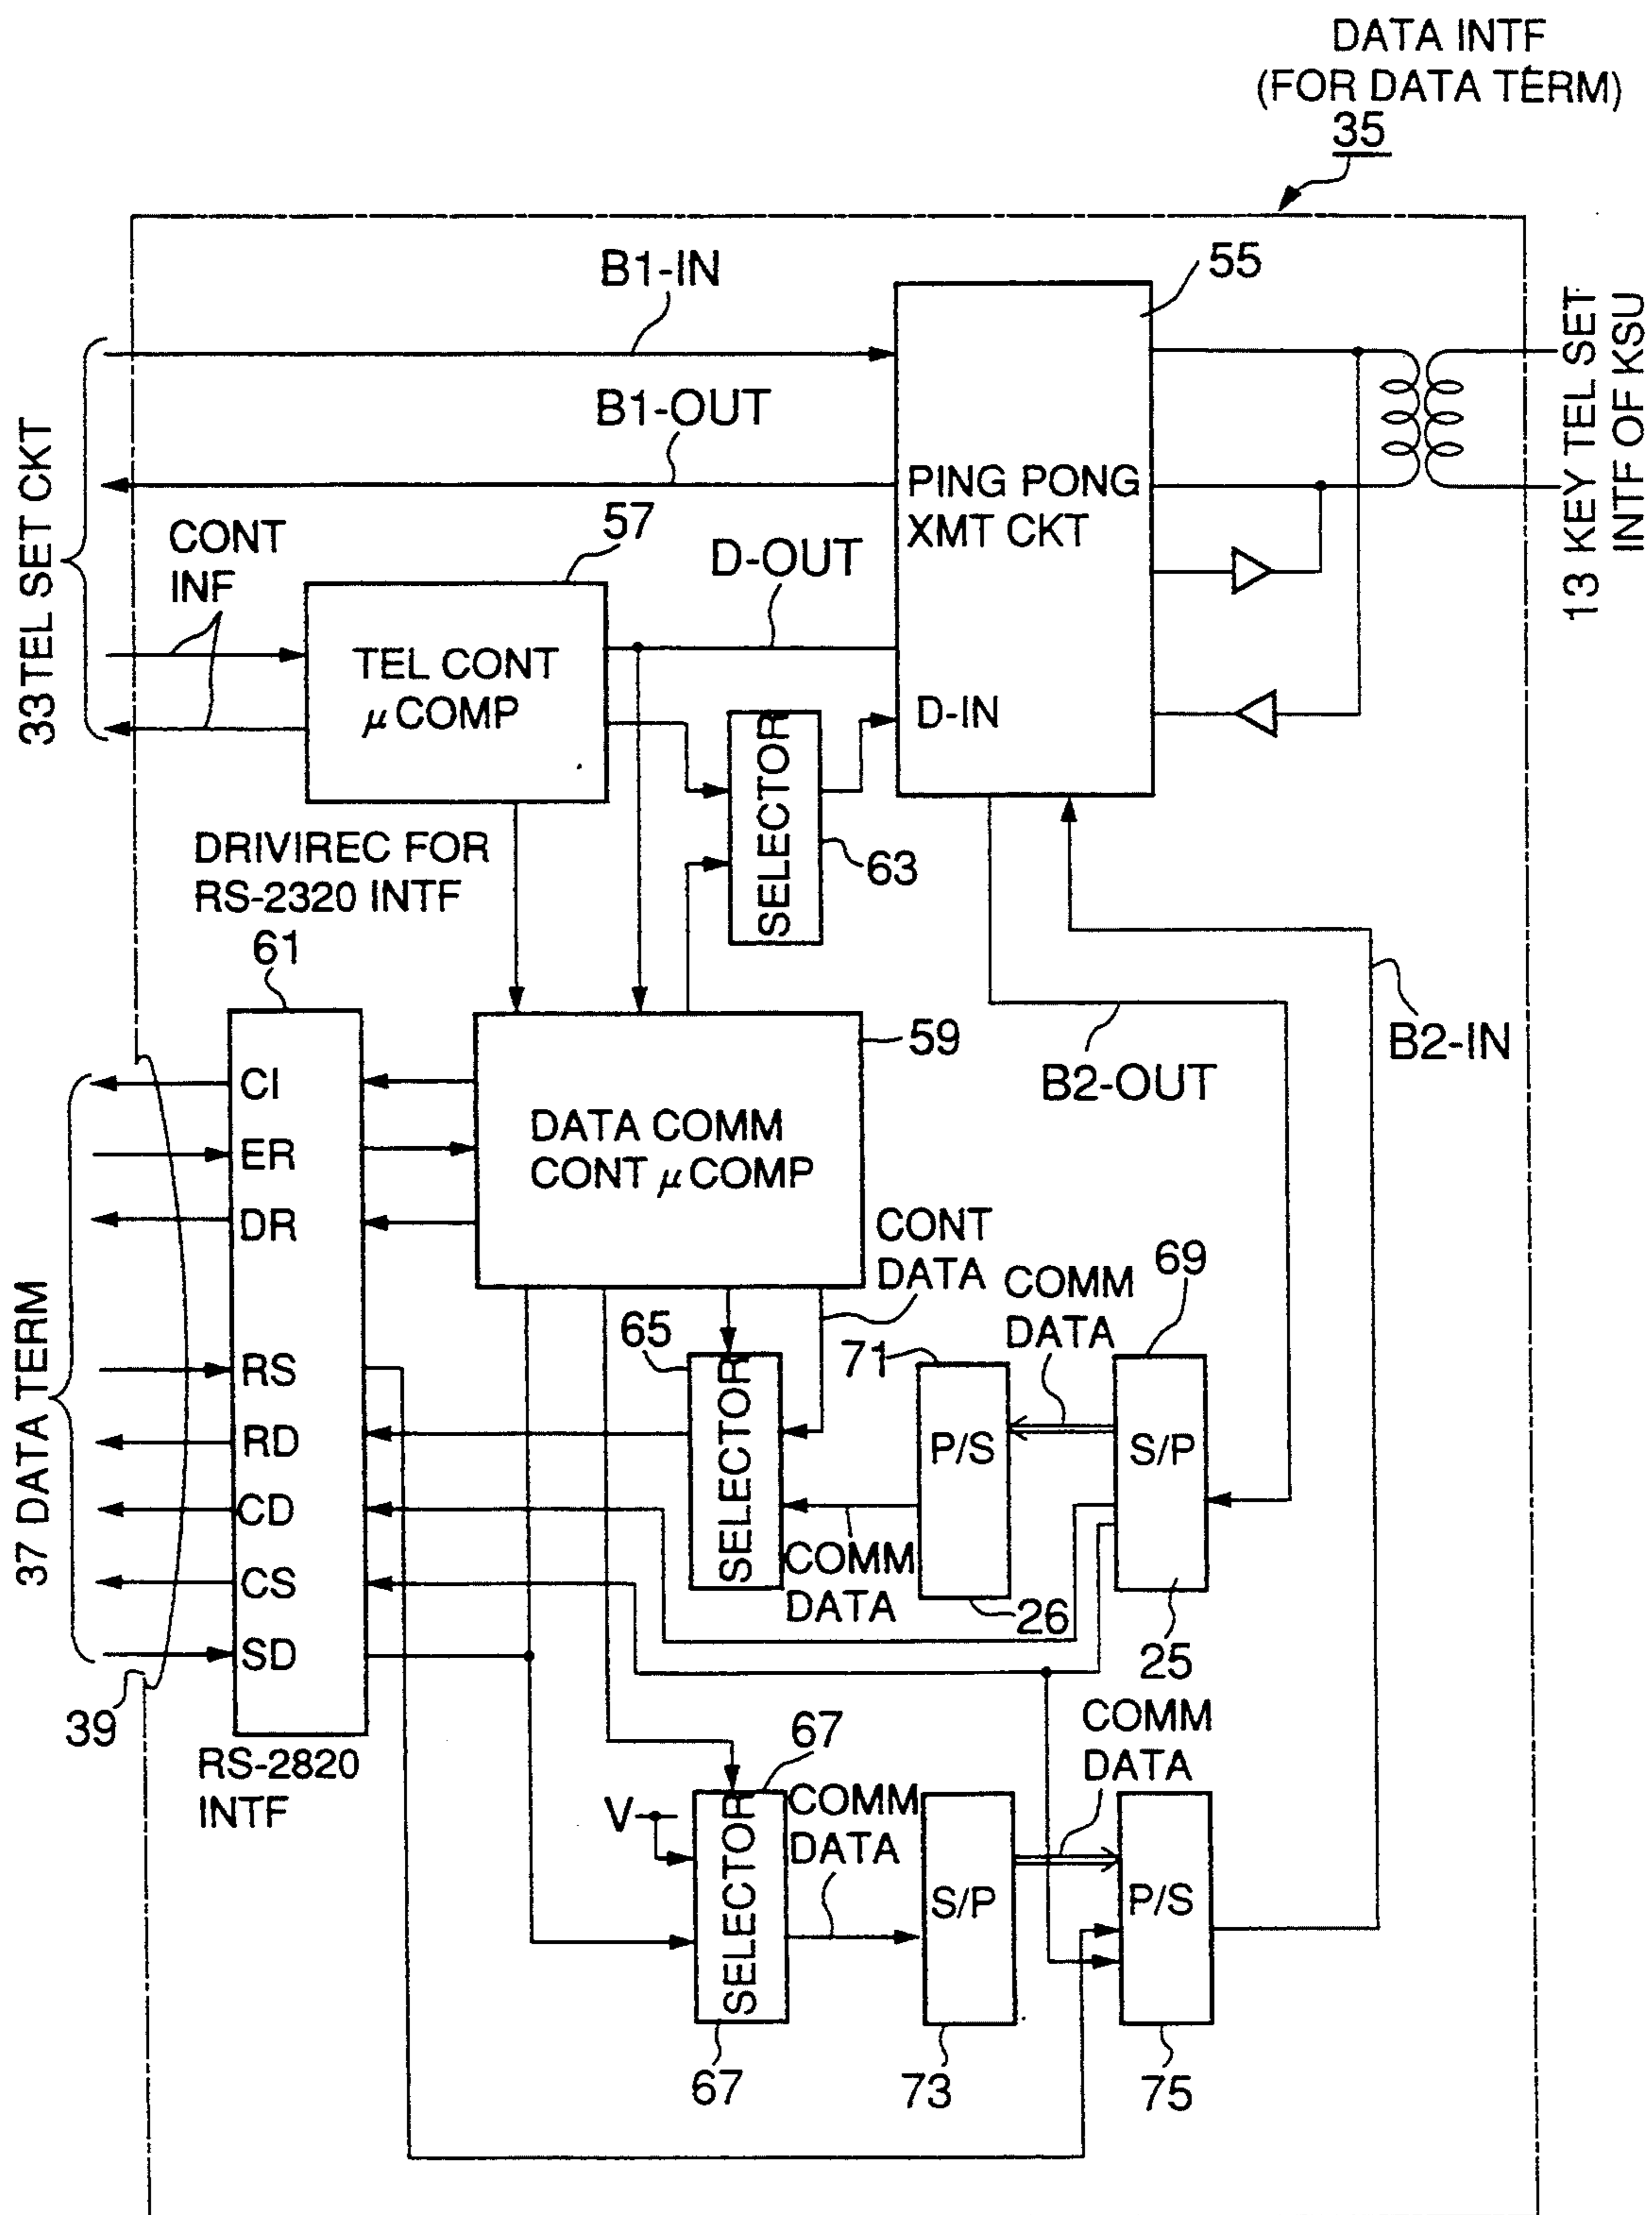 DATA INTF
(FOR DATA TERM)
35
B1-IN
55
B1-OUT
33 TEL SET CKT
13 KEY TEL SET
INTF OF KSU
PING PONG
XMT CKT
CONT
INF
57
D-OUT
TEL CONT
μ COMP
D-IN
SELECTOR
63
DRIVIREC FOR
RS-2320 INTF
61
59
B2-OUT
B2-IN
CI
ER
DR
RS
RD
CD
CS
SD
DATA COMM
CONT μ COMP
37 DATA TERM
39
RS-2820
INTF
CONT
DATA
COMM
DATA
69
65
71
SELECTOR
P/S
S/P
COMM
DATA
26
25
COMM
DATA
67
V
SELECTOR
COMM
DATA
S/P
P/S
67
73
75